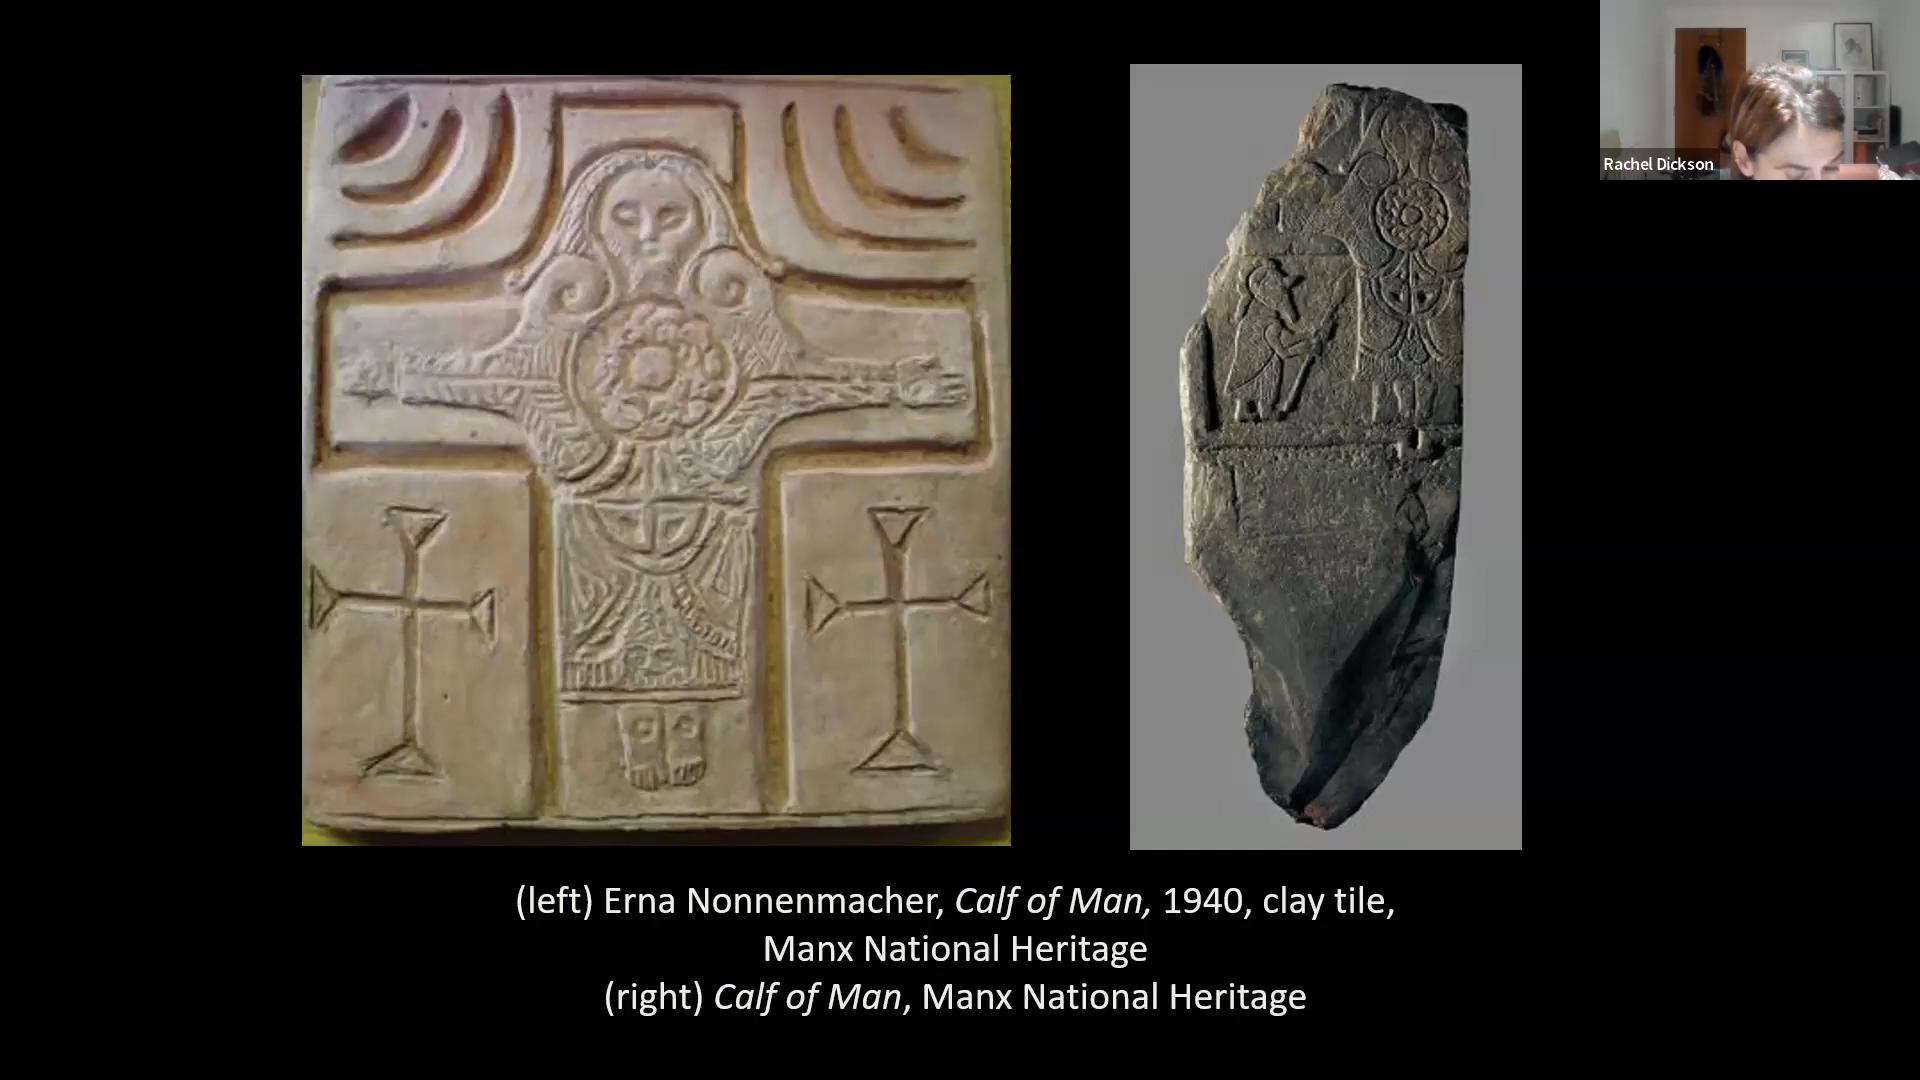 Rachel Dickson
(left) Erna Nonnenmacher, Calf of Man, 1940, clay tile,
Manx National Heritage
(right) Calf of Man, Manx National Heritage